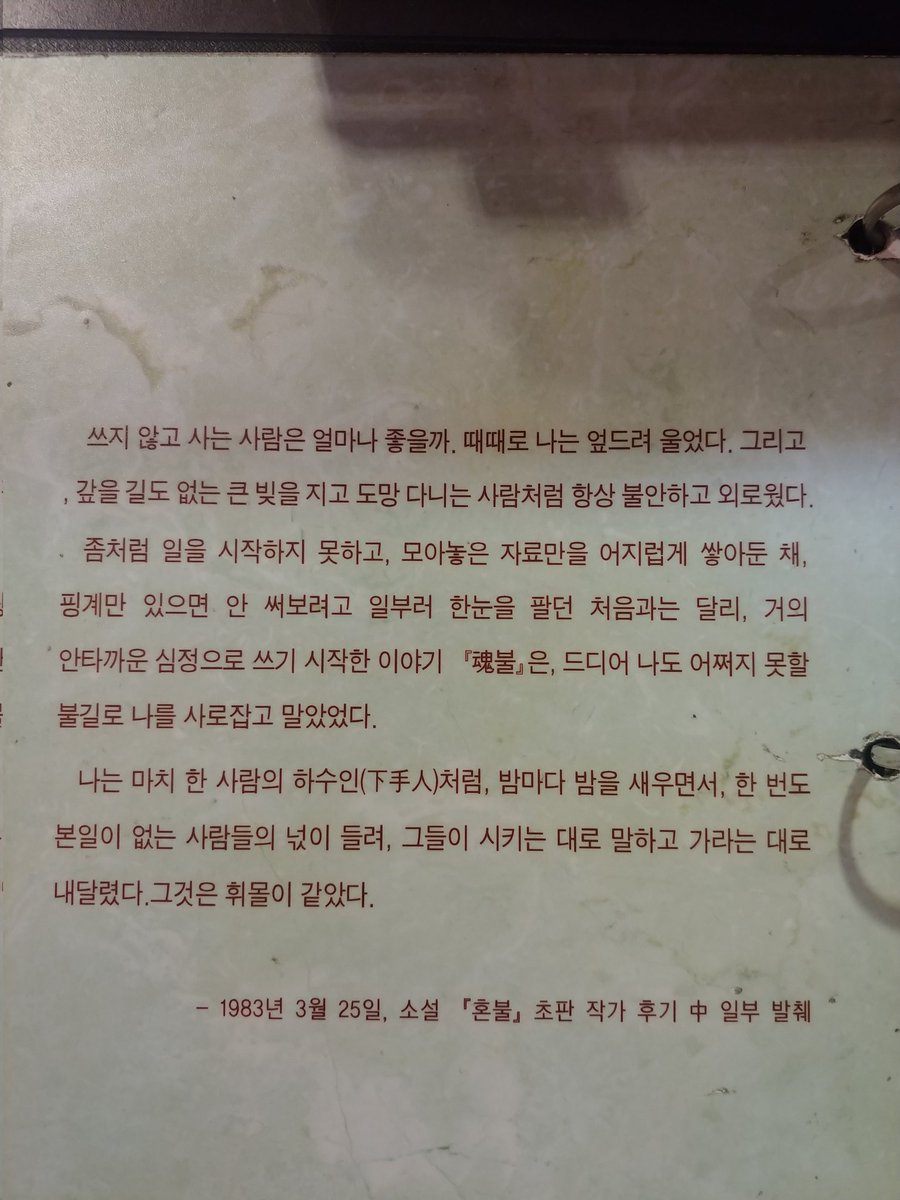 쓰지 않고 사는 사람은 얼마나 좋을까. 때때로 나는 엎드려 울었다. 그리고
, 갚을 길도 없는 큰 빚을 지고 도망 다니는 사람처럼 항상 불안하고 외로웠다.
좀처럼 일을 시작하지 못하고, 모아놓은 자료만을 어지럽게 쌓아둔 채,
핑계만 있으면 안 써보려고 일부러 한눈을 팔던 처음과는 달리, 거의
안타까운 심정으로 쓰기 시작한 이야기 『魂불』은, 드디어 나도 어쩌지 못할
불길로 나를 사로잡고 말았었다.
나는 마치 한 사람의 하수인(下手人)처럼, 밤마다 밤을 새우면서, 한 번도
본일이 없는 사람들의 넋이 들려, 그들이 시키는 대로 말하고 가라는 대로
내달렸다.그것은 휘몰이 같았다.
- 1983년 3월 25일, 소설 『혼불』 초판 작가 후기 中 일부 발췌